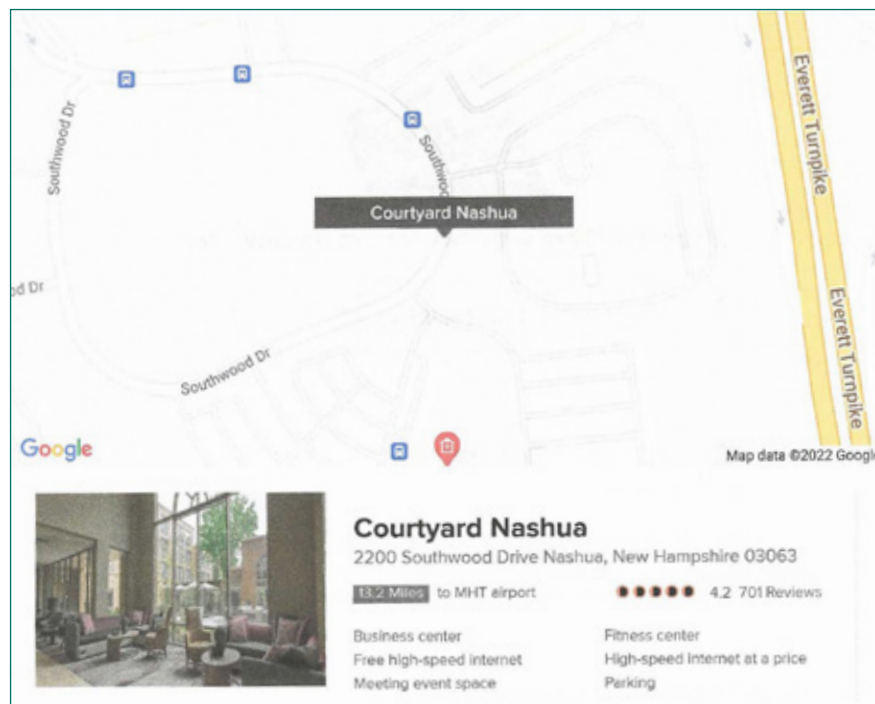 Southwood Dr
Southwoo
Everett Turnpike
Courtyard Nashua
od Dr
Southwood Dr
Everett Turnpike
Google
Map data ©2022 Google
Courtyard Nashua
2200 Southwood Drive Nashua, New Hampshire 03063
13.2 Miles to MHT airport
4.2 701 Reviews
Business center
Fitness center
Free high-speed internet
High-speed internet at a price
Meeting event space
Parking